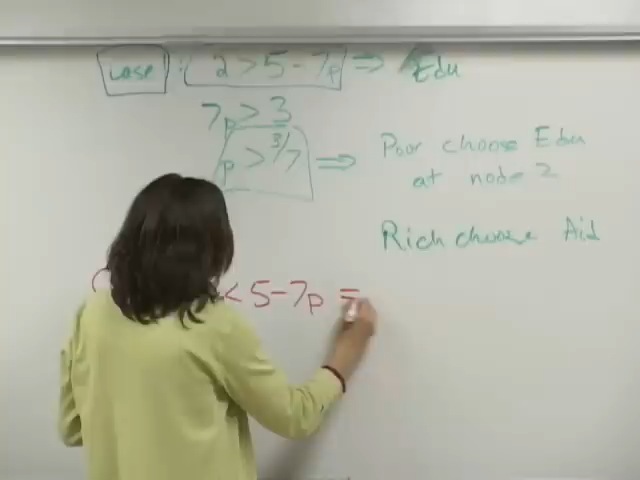 Case 1: 2 > 5 - 7p ⇒ Edu
7p > 3
p > 3/7 ⇒ Poor choose Edu
at node 2
Rich choose Aid
< 5 - 7p =